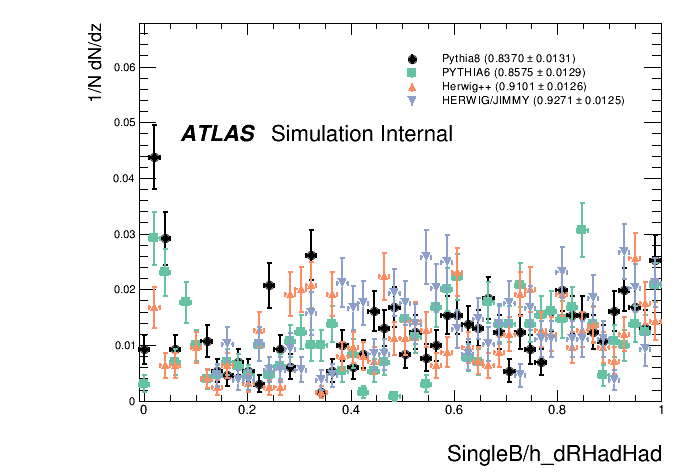 1/N dN/dz
Pythia8 (0.8370 ± 0.0131)
PYTHIA6 (0.8575 ± 0.0129)
Herwig++ (0.9101 ± 0.0126)
HERWIG/JIMMY (0.9271 ± 0.0125)
ATLAS Simulation Internal
0.06
0.05
0.04
0.03
0.02
0.01
0
0 0.2 0.4 0.6 0.8 1
SingleB/h_dRHadHad